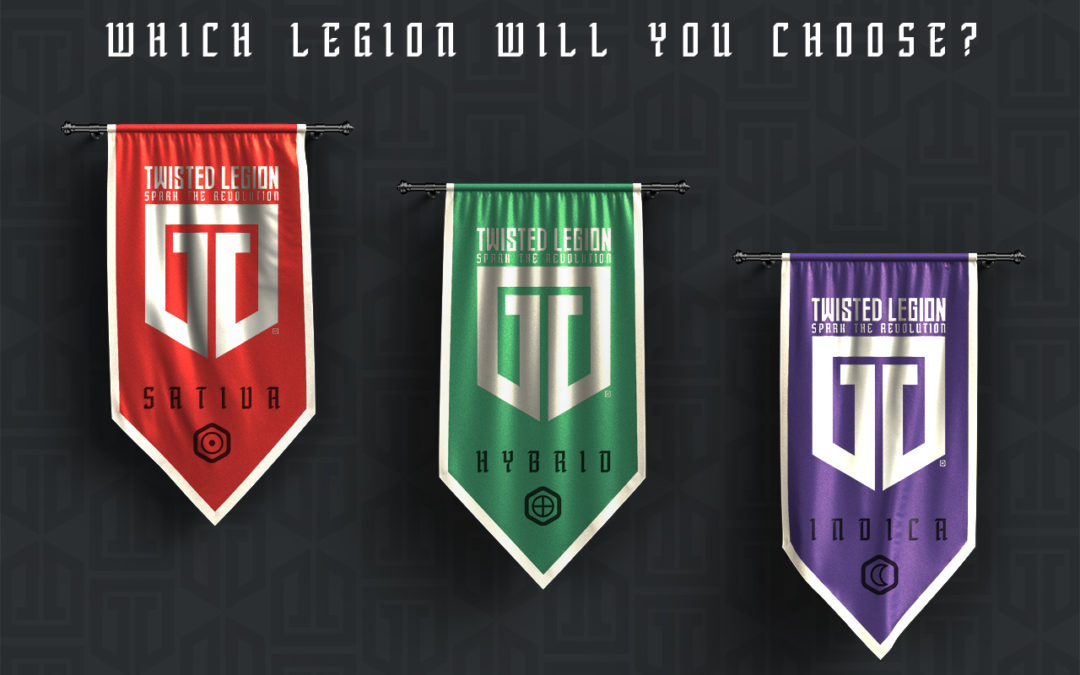 WHICH LEGION WILL YOU CHOOSE?
TWISTED LEGION
SPARK THE REVOLUTION
SATIVA
TWISTED LEGION
SPARK THE REVOLUTION
HYBRID
TWISTED LEGION
SPARK THE REVOLUTION
INDICA